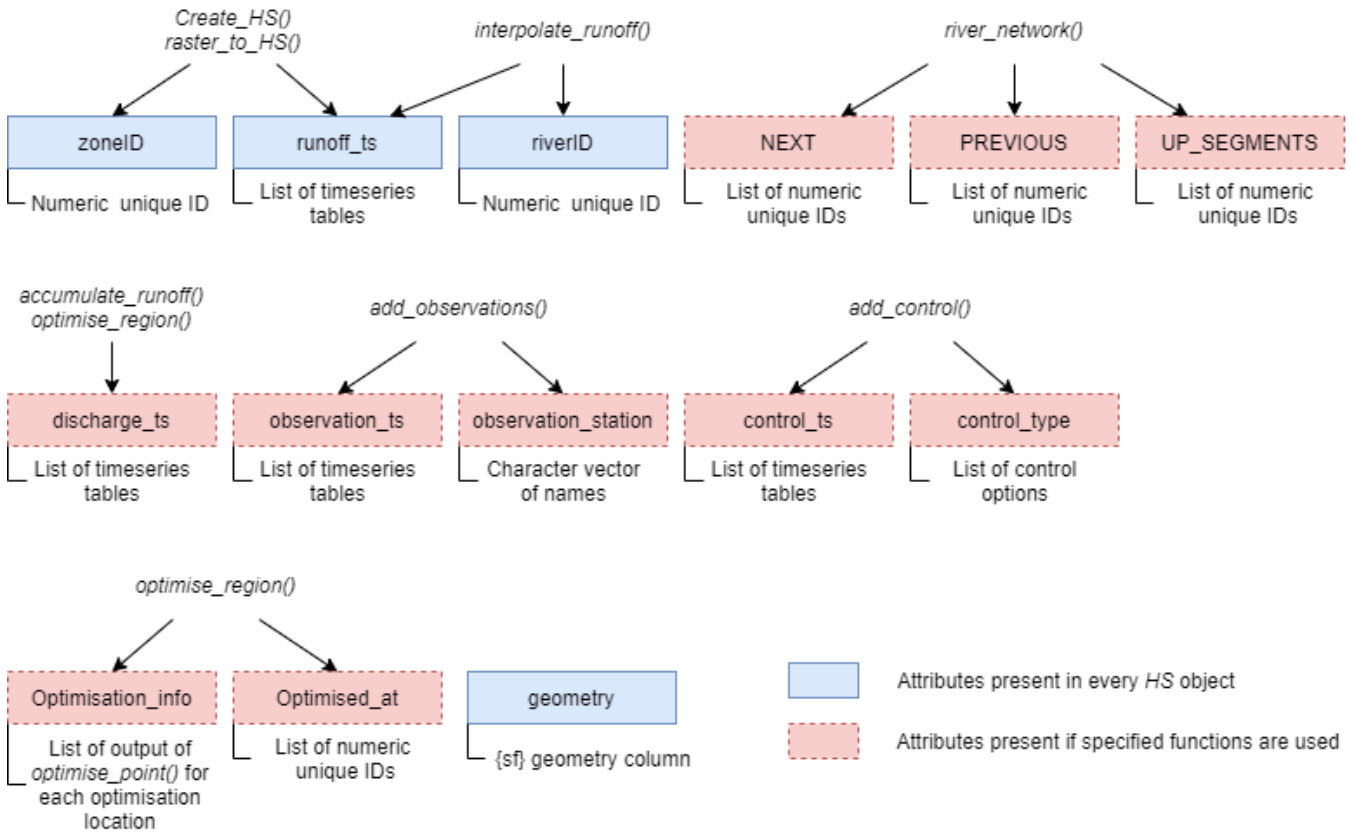 Create_HS()
raster_to_HS()
interpolate_runoff()
river_network()
zoneID
runoff_ts
riverID
NEXT
PREVIOUS
UP_SEGMENTS
Numeric unique ID
List of timeseries
tables
Numeric unique ID
List of numeric
unique IDs
List of numeric
unique IDs
List of numeric
unique IDs
accumulate_runoff()
optimise_region()
add_observations()
add_control()
discharge_ts
observation_ts
observation_station
control_ts
control_type
List of timeseries
tables
List of timeseries
tables
Character vector
of names
List of timeseries
tables
List of control
options
optimise_region()
Optimisation_info
Optimised_at
geometry
List of output of
optimise_point() for
each optimisation
location
List of numeric
unique IDs
{sf} geometry column
Attributes present in every HS object
Attributes present if specified functions are used